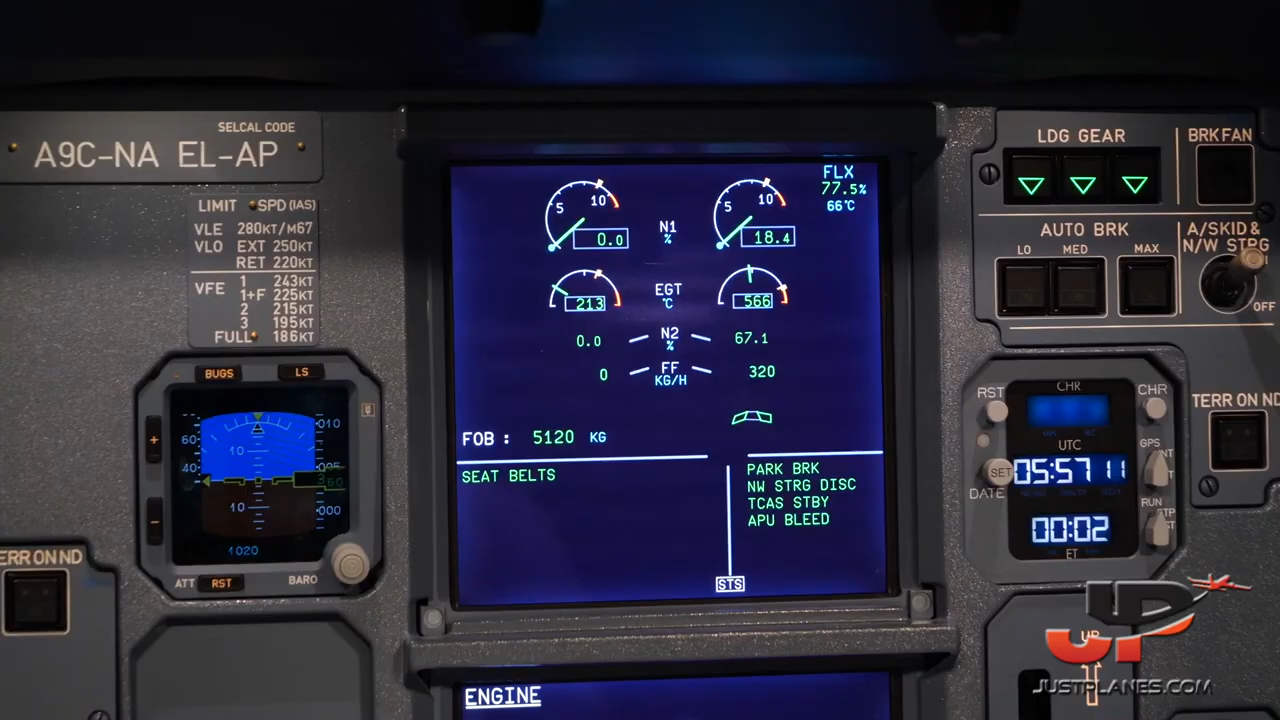 SELCAL CODE
A9C-NA EL-AP
LIMIT SPD (IAS)
VLE 280KT/M67
VLO EXT 250KT
RET 220KT
VFE 1 243KT
1+F 225KT
2 215KT
3 195KT
FULL 186KT
BUGS LS
+
-
60
40
10
10
010
005
000
1020
ATT RST BARO
TERR ON ND
FLX
77.5%
66°C
5 10
0.0
N1
%
5 10
18.4
213
EGT
°C
566
0.0
N2
%
67.1
0
FF
KG/H
320
FOB : 5120 KG
SEAT BELTS
PARK BRK
NW STRG DISC
TCAS STBY
APU BLEED
STS
ENGINE
LDG GEAR
BRK FAN
AUTO BRK
LO MED MAX
A/SKID &
N/W STRG
OFF
RST CHR CHR
UTC
SET 05:57 11
DATE
GPS
INT
RUN
STP
00:02
ET
TERR ON ND
UP
JP
JUSTPLANES.COM